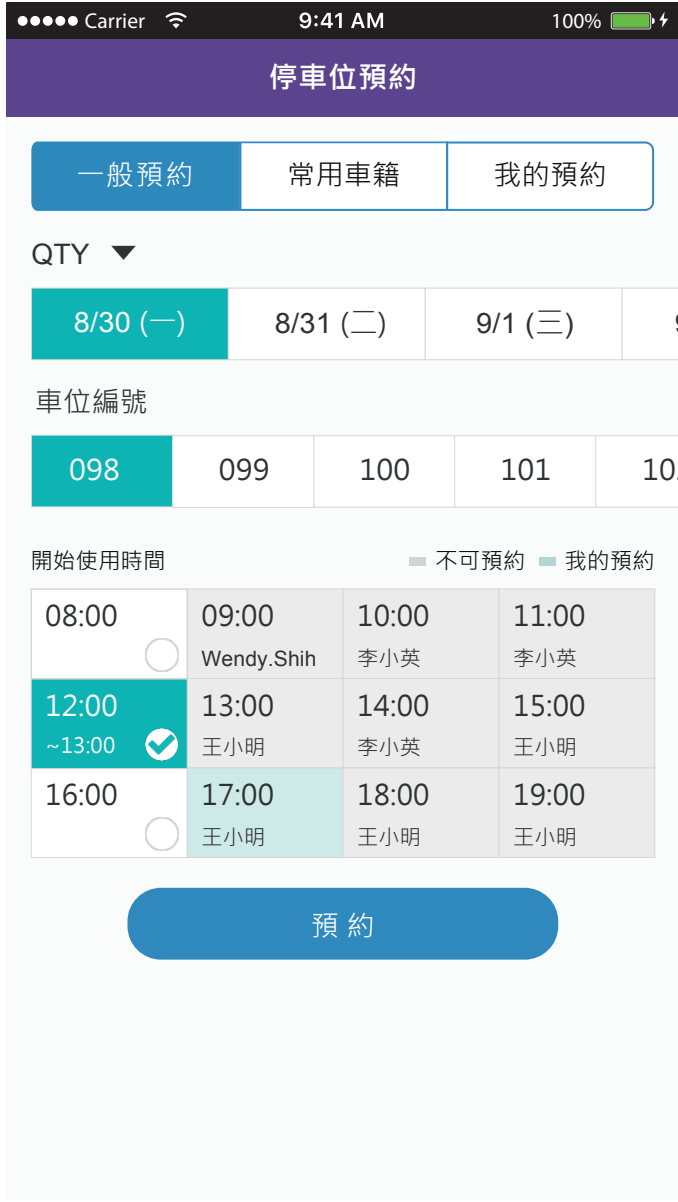 Carrier 9:41 AM 100%
停車位預約
一般預約 常用車籍 我的預約
QTY
8/30 (一) 8/31 (二) 9/1 (三)
車位編號
098 099 100 101
開始使用時間 不可預約 我的預約
08:00 09:00 10:00 11:00
Wendy.Shih 李小英 李小英
12:00 13:00 14:00 15:00
~13:00 王小明 李小英 王小明
16:00 17:00 18:00 19:00
王小明 王小明 王小明
預約